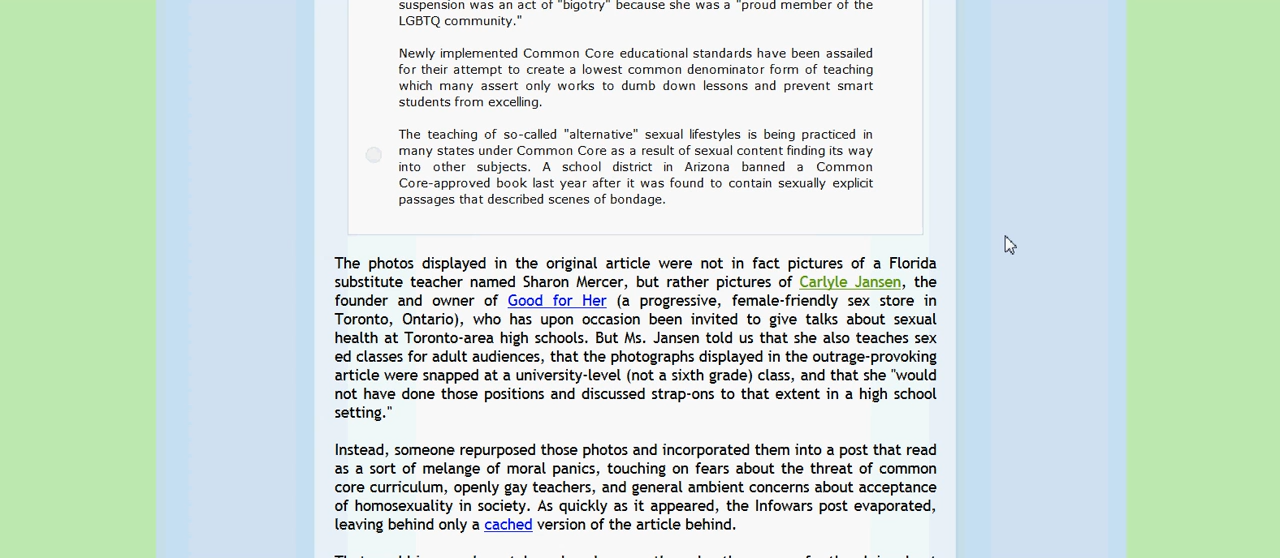 suspension was an act of "bigotry" because she was a "proud member of the
LGBTQ community."
Newly implemented Common Core educational standards have been assailed
for their attempt to create a lowest common denominator form of teaching
which many assert only works to dumb down lessons and prevent smart
students from excelling.
The teaching of so-called "alternative" sexual lifestyles is being practiced in
many states under Common Core as a result of sexual content finding its way
into other subjects. A school district in Arizona banned a Common
Core-approved book last year after it was found to contain sexually explicit
passages that described scenes of bondage.
The photos displayed in the original article were not in fact pictures of a Florida
substitute teacher named Sharon Mercer, but rather pictures of Carlyle Jansen, the
founder and owner of Good for Her (a progressive, female-friendly sex store in
Toronto, Ontario), who has upon occasion been invited to give talks about sexual
health at Toronto-area high schools. But Ms. Jansen told us that she also teaches sex
ed classes for adult audiences, that the photographs displayed in the outrage-provoking
article were snapped at a university-level (not a sixth grade) class, and that she "would
not have done those positions and discussed strap-ons to that extent in a high school
setting."
Instead, someone repurposed those photos and incorporated them into a post that read
as a sort of melange of moral panics, touching on fears about the threat of common
core curriculum, openly gay teachers, and general ambient concerns about acceptance
of homosexuality in society. As quickly as it appeared, the Infowars post evaporated,
leaving behind only a cached version of the article behind.